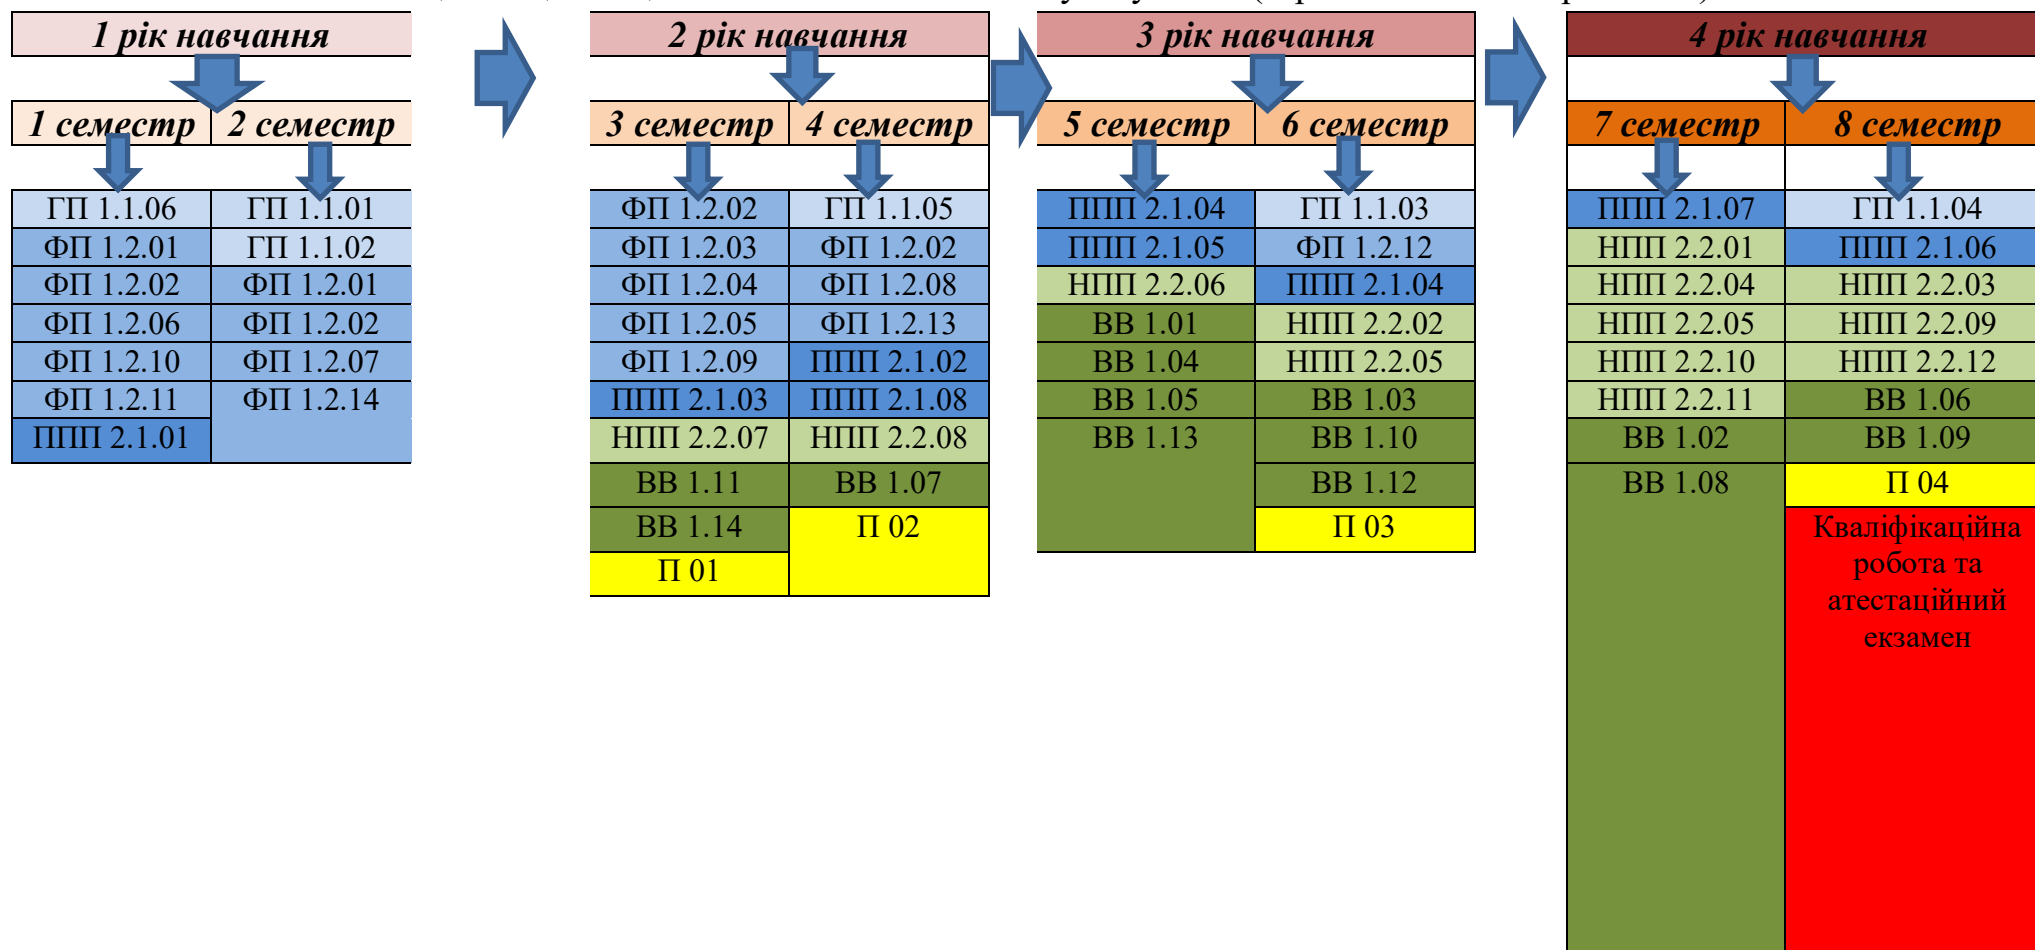 1 рік навчання
2 рік навчання
3 рік навчання
4 рік навчання
1 семестр
2 семестр
3 семестр
4 семестр
5 семестр
6 семестр
7 семестр
8 семестр
ГП 1.1.06
ФП 1.2.01
ФП 1.2.02
ФП 1.2.06
ФП 1.2.10
ФП 1.2.11
ППП 2.1.01
ГП 1.1.01
ГП 1.1.02
ФП 1.2.01
ФП 1.2.02
ФП 1.2.07
ФП 1.2.14
ФП 1.2.02
ФП 1.2.03
ФП 1.2.04
ФП 1.2.05
ФП 1.2.09
ППП 2.1.03
НПП 2.2.07
ВВ 1.11
ВВ 1.14
П 01
ГП 1.1.05
ФП 1.2.02
ФП 1.2.08
ФП 1.2.13
ППП 2.1.02
ППП 2.1.08
НПП 2.2.08
ВВ 1.07
П 02
ППП 2.1.04
ППП 2.1.05
НПП 2.2.06
ВВ 1.01
ВВ 1.04
ВВ 1.05
ВВ 1.13
ГП 1.1.03
ФП 1.2.12
ППП 2.1.04
НПП 2.2.02
НПП 2.2.05
ВВ 1.03
ВВ 1.10
ВВ 1.12
П 03
ППП 2.1.07
НПП 2.2.01
НПП 2.2.04
НПП 2.2.05
НПП 2.2.10
НПП 2.2.11
ВВ 1.02
ВВ 1.08
ГП 1.1.04
ППП 2.1.06
НПП 2.2.03
НПП 2.2.09
НПП 2.2.12
ВВ 1.06
ВВ 1.09
П 04
Кваліфікаційна
робота та
атестаційний
екзамен